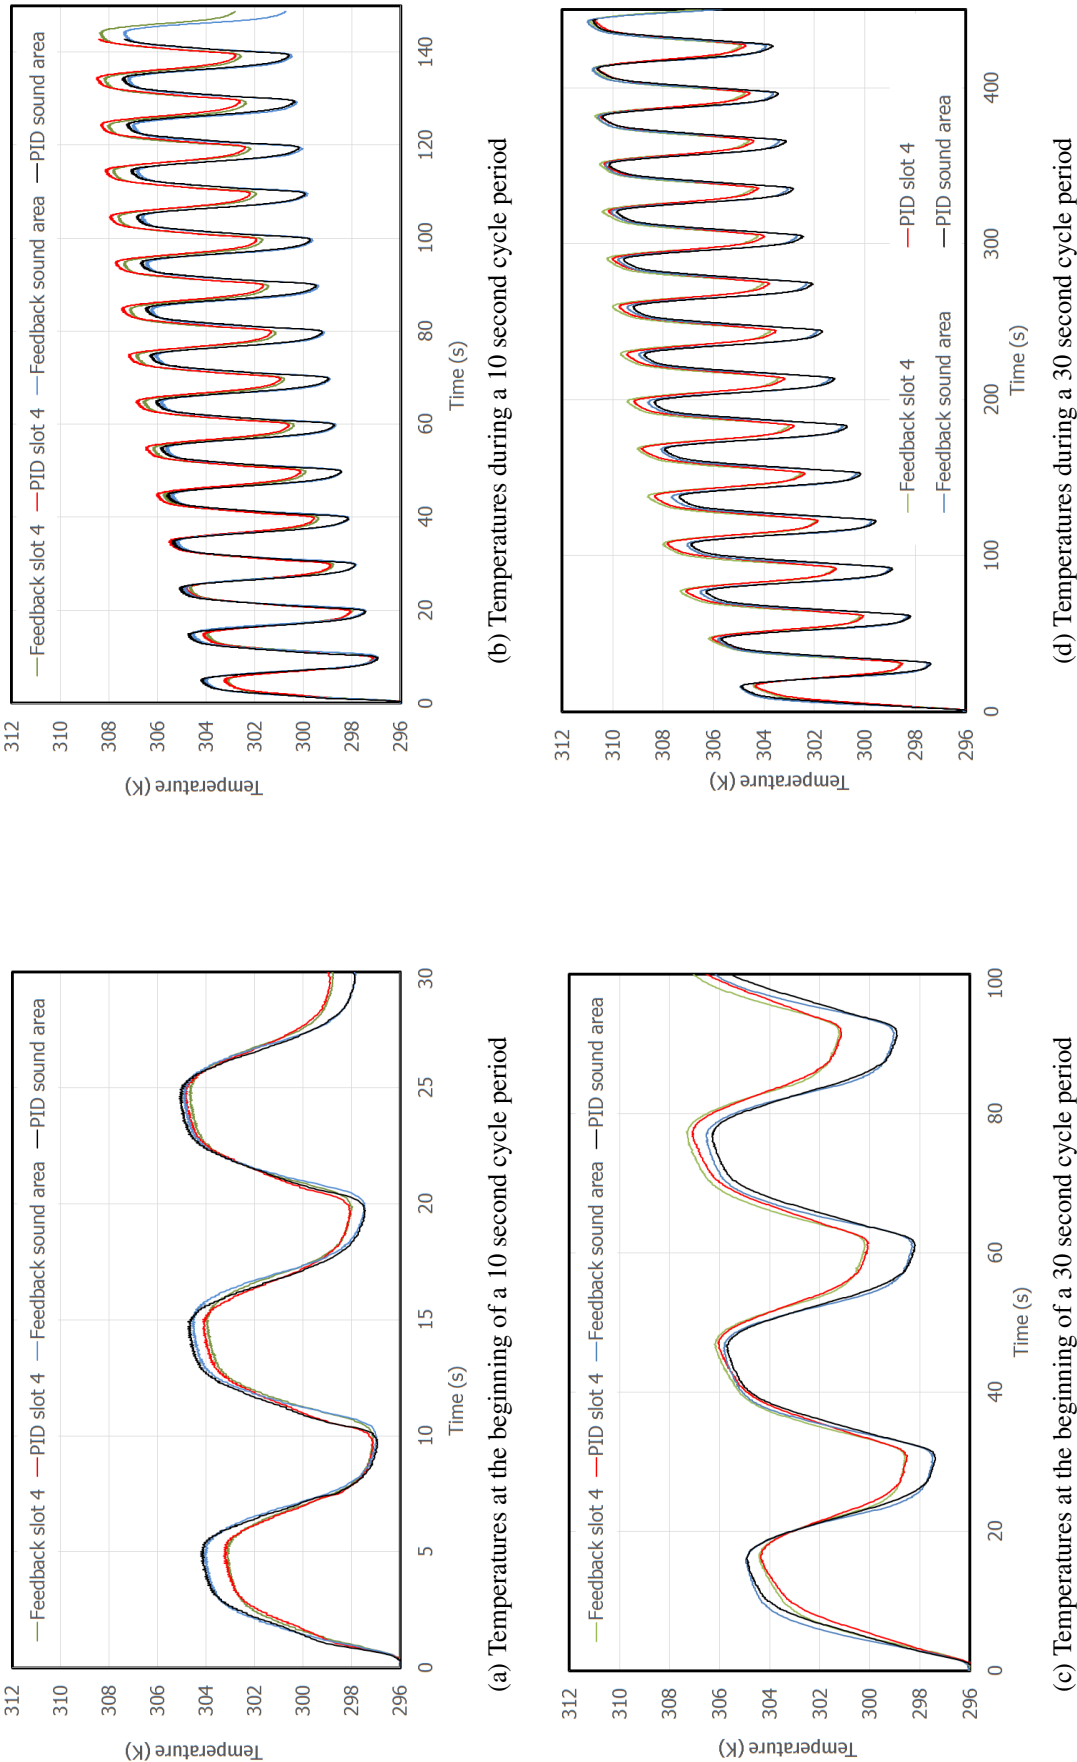 Feedback slot 4 PID slot 4 Feedback sound area PID sound area
312
310
308
306
304
302
300
298
296
Temperature (K)
0 5 10 15 20 25 30
Time (s)
(a) Temperatures at the beginning of a 10 second cycle period
Feedback slot 4 PID slot 4 Feedback sound area PID sound area
312
310
308
306
304
302
300
298
296
Temperature (K)
0 20 40 60 80 100 120 140
Time (s)
(b) Temperatures during a 10 second cycle period
Feedback slot 4 PID slot 4 Feedback sound area PID sound area
312
310
308
306
304
302
300
298
296
Temperature (K)
0 20 40 60 80 100
Time (s)
(c) Temperatures at the beginning of a 30 second cycle period
312
310
308
306
304
302
300
298
296
Temperature (K)
Feedback slot 4 PID slot 4
Feedback sound area PID sound area
0 100 200 300 400
Time (s)
(d) Temperatures during a 30 second cycle period